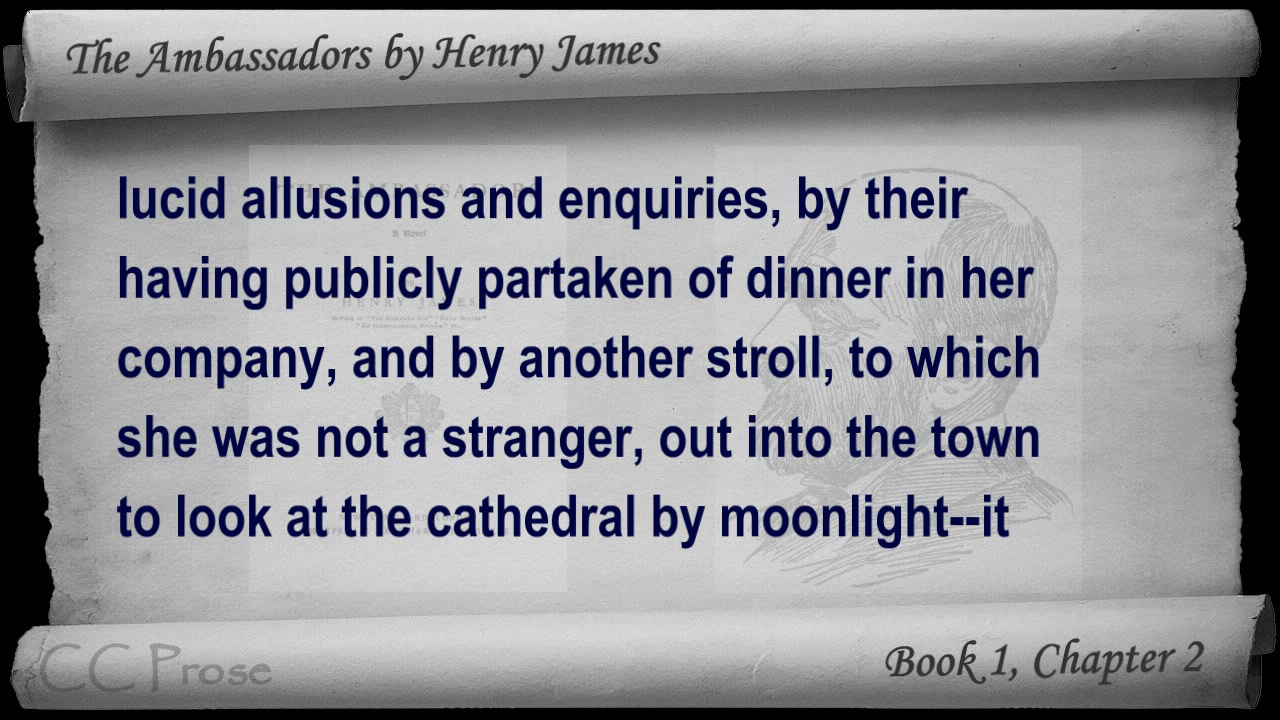 The Ambassadors by Henry James
lucid allusions and enquiries, by their
having publicly partaken of dinner in her
company, and by another stroll, to which
she was not a stranger, out into the town
to look at the cathedral by moonlight--it
CC Prose
Book 1, Chapter 2